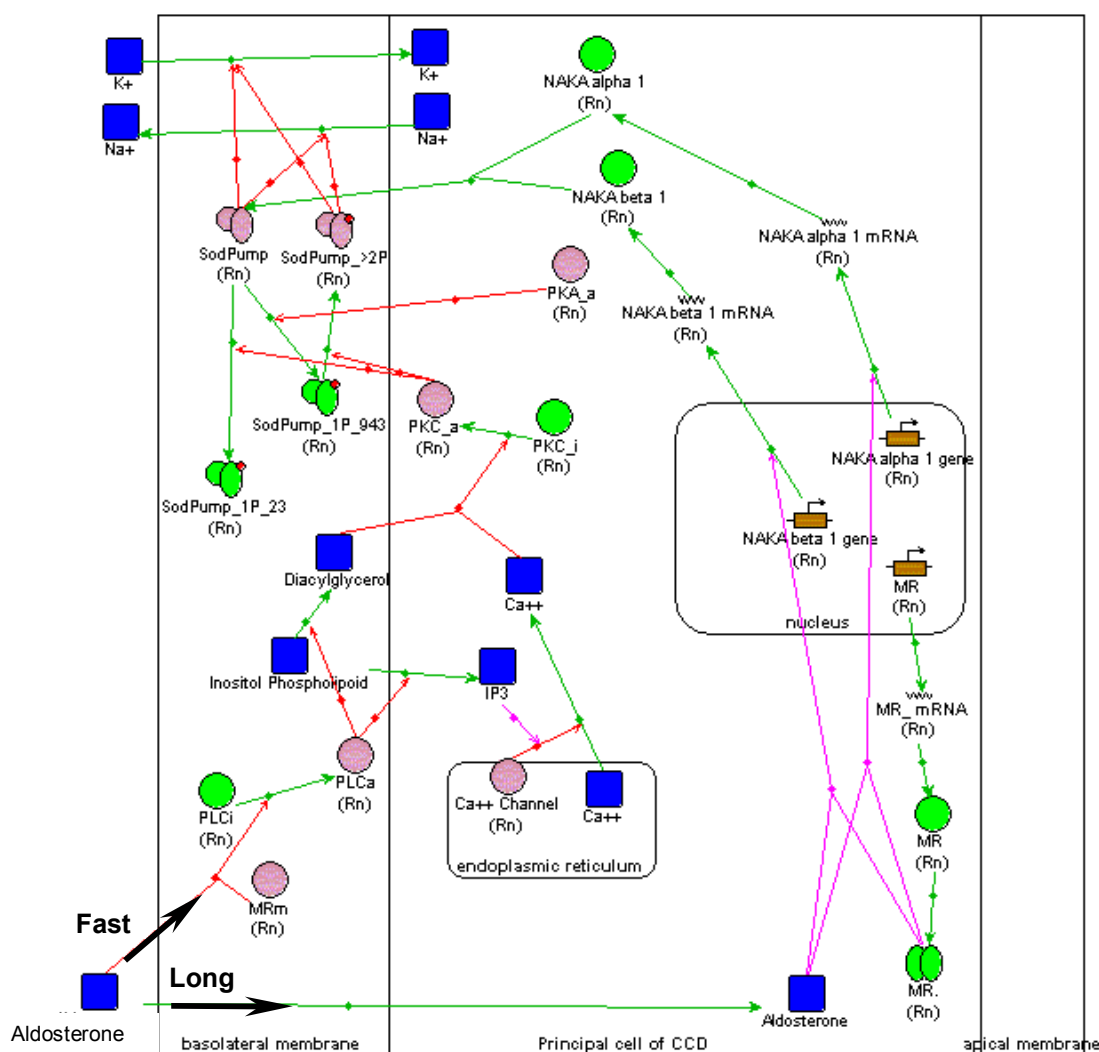 K+
K+
Na+
Na+
NAKA alpha 1
(Rn)
NAKA beta 1
(Rn)
SodPump
(Rn)
SodPump_>2P
(Rn)
NAKA alpha 1 mRNA
(Rn)
PKA_a
(Rn)
NAKA beta 1 mRNA
(Rn)
SodPump_1P_943
(Rn)
PKC_a
(Rn)
PKC_i
(Rn)
NAKA alpha 1 gene
(Rn)
SodPump_1P_23
(Rn)
NAKA beta 1 gene
(Rn)
Diacylglycerol
Ca++
MR
(Rn)
nucleus
Inositol Phospholipoid
IP3
MR_mRNA
(Rn)
PLCa
(Rn)
PLCi
(Rn)
Ca++ Channel
(Rn)
Ca++
endoplasmic reticulum
MR
(Rn)
MRm
(Rn)
Fast
Long
Aldosterone
Aldosterone
MR.
(Rn)
basolateral membrane
Principal cell of CCD
apical membrane